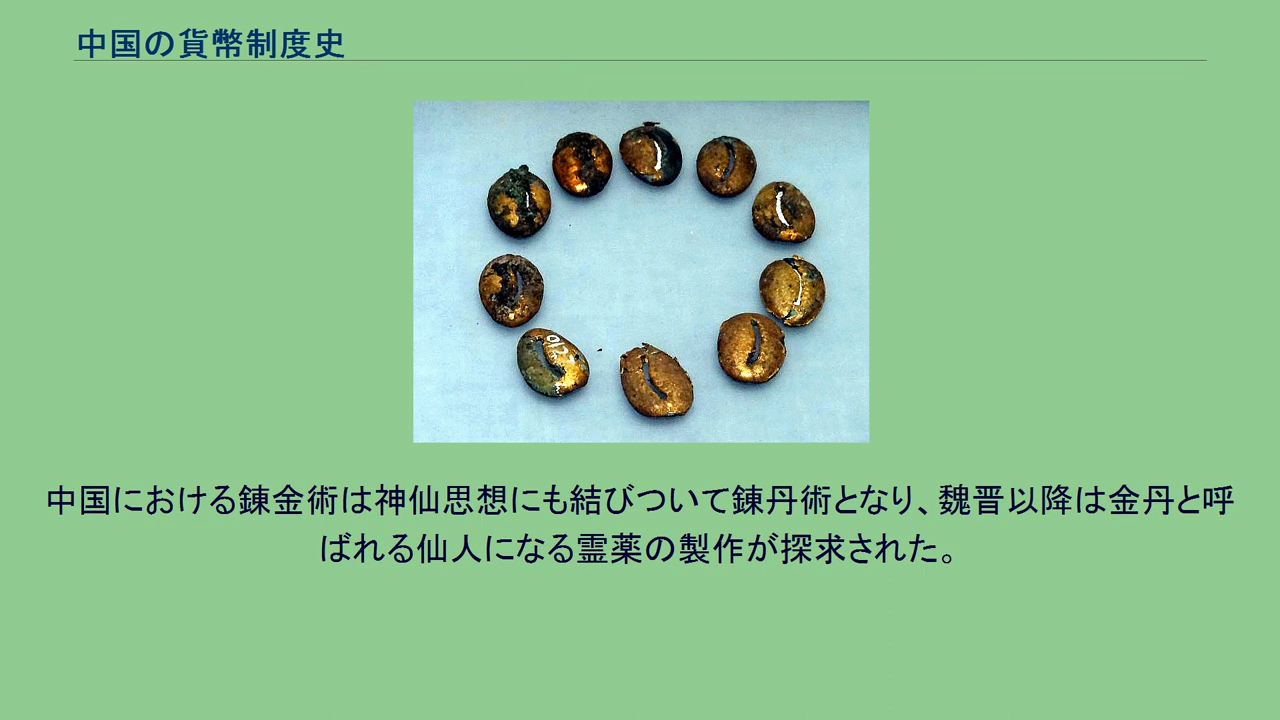 中国の貨幣制度史
中国における錬金術は神仙思想にも結びついて錬丹術となり、魏晋以降は金丹と呼
ばれる仙人になる霊薬の製作が探求された。